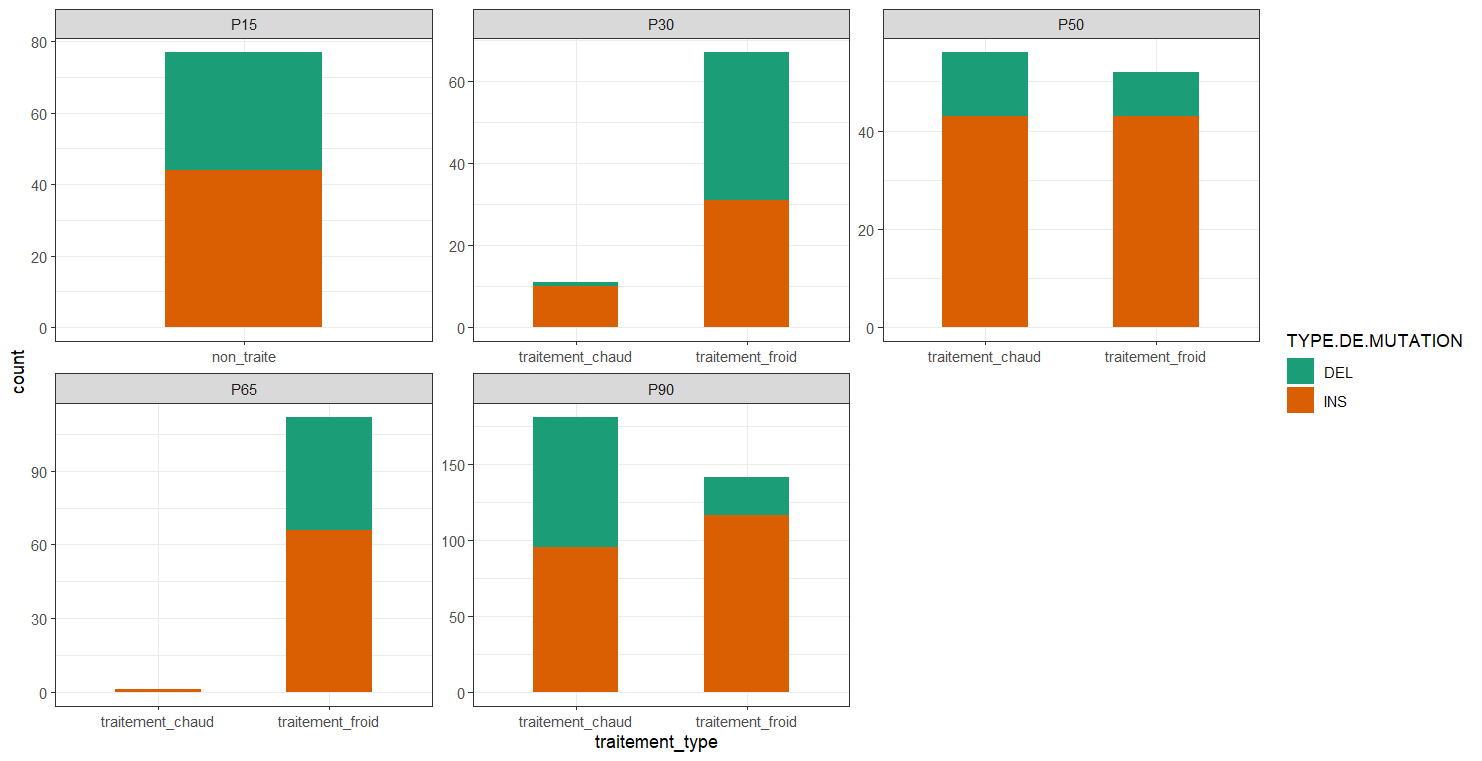 P15
P30
P50
80
60
40
20
0
60
40
20
0
40
20
0
non_traite
traitement_chaud
traitement_froid
traitement_chaud
traitement_froid
count
TYPE.DE.MUTATION
DEL
INS
P65
P90
90
60
30
0
150
100
50
0
traitement_chaud
traitement_froid
traitement_chaud
traitement_froid
traitement_type